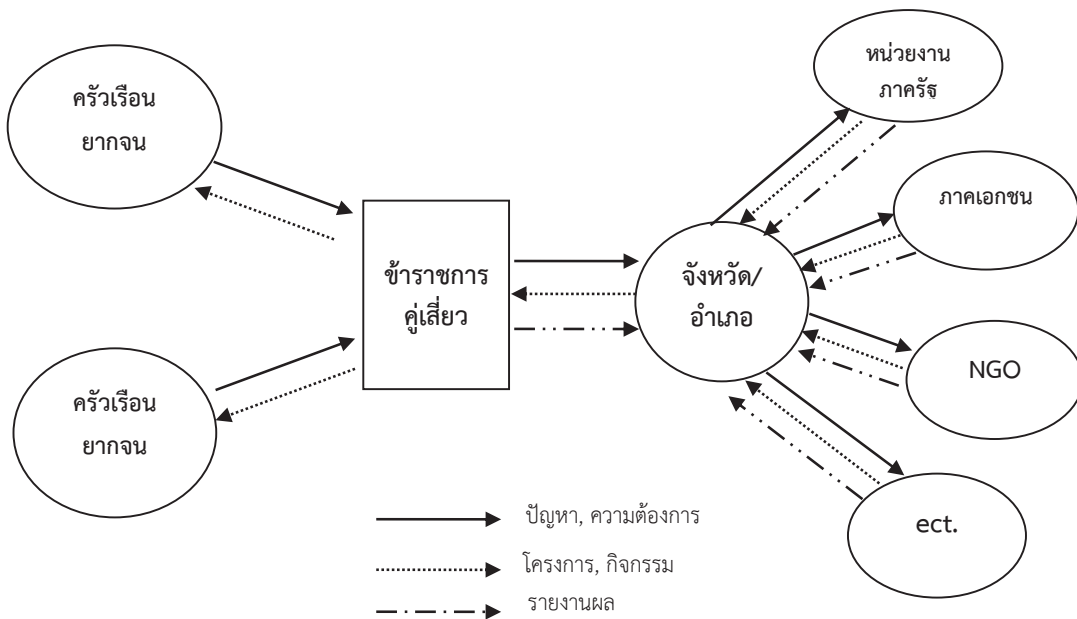 ครัวเรือน
ยากจน
ครัวเรือน
ยากจน
ข้าราชการ
คู่เสี่ยว
จังหวัด/
อำเภอ
หน่วยงาน
ภาครัฐ
ภาคเอกชน
NGO
ect.
ปัญหา, ความต้องการ
โครงการ, กิจกรรม
รายงานผล